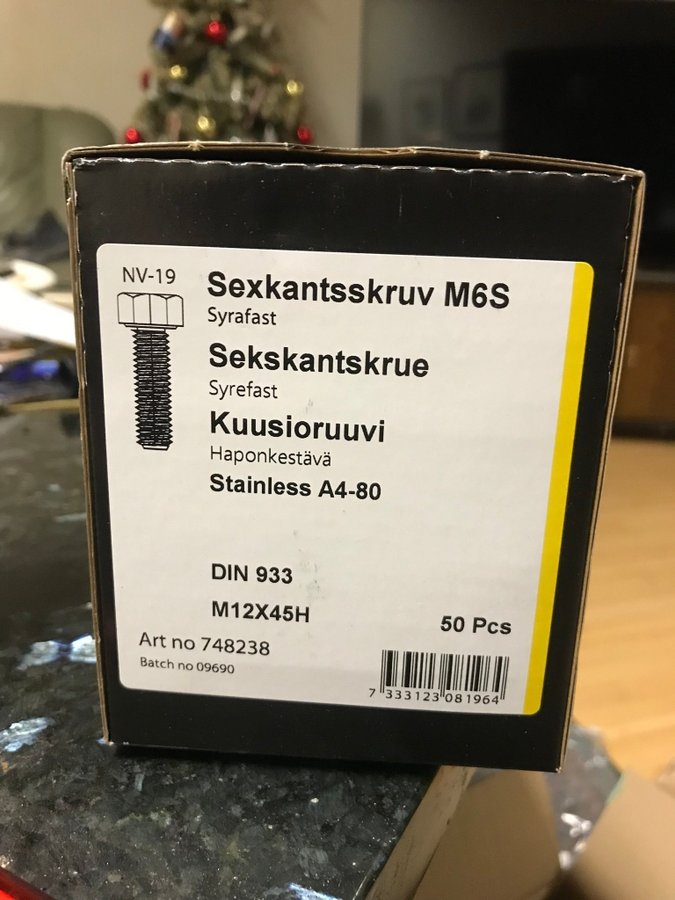 NV-19
Sexkantsskruv M6S
Syrafast
Sekskantskrue
Syrefast
Kuusioruuvi
Haponkestävä
Stainless A4-80
DIN 933
M12X45H
50 Pcs
Art no 748238
Batch no 09690
7 333123 081964